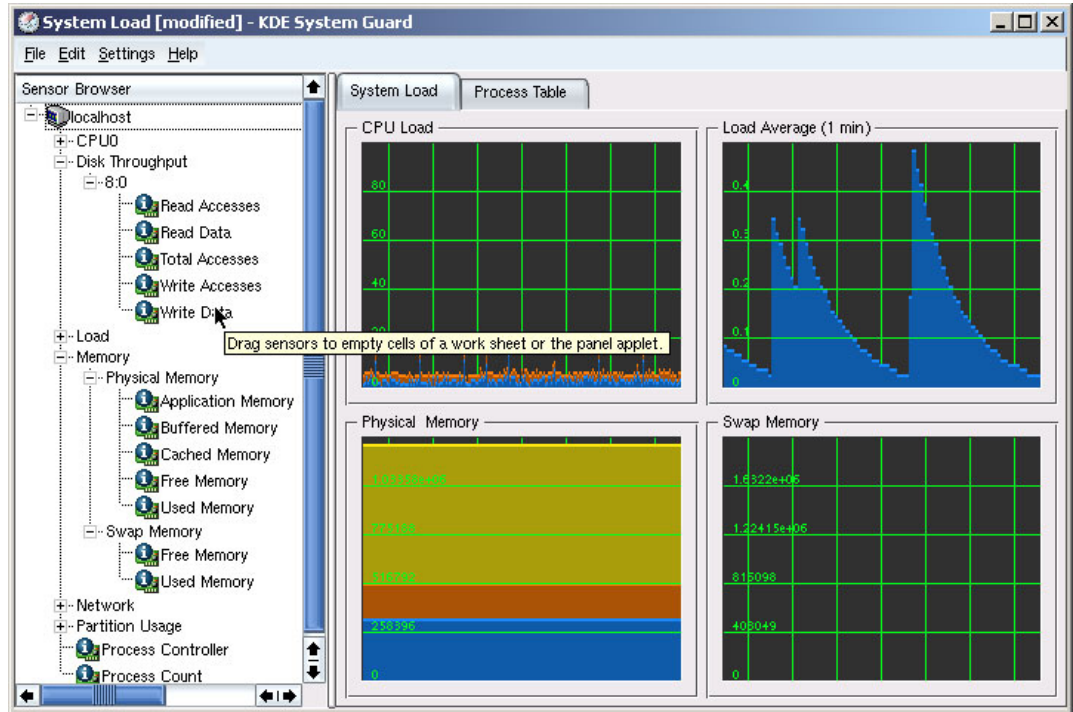 System Load [modified] - KDE System Guard
File Edit Settings Help
Sensor Browser
localhost
CPU0
Disk Throughput
8:0
Read Accesses
Read Data
Total Accesses
Write Accesses
Write Data
Load
Memory
Physical Memory
Application Memory
Buffered Memory
Cached Memory
Free Memory
Used Memory
Swap Memory
Free Memory
Used Memory
Network
Partition Usage
Process Controller
Process Count
Drag sensors to empty cells of a work sheet or the panel applet.
System Load
Process Table
CPU Load
80
60
40
20
0
Load Average (1 min)
0.4
0.3
0.2
0.1
0
Physical Memory
775188
516792
258396
0
Swap Memory
1.6322e+06
1.22415e+06
816098
408049
0